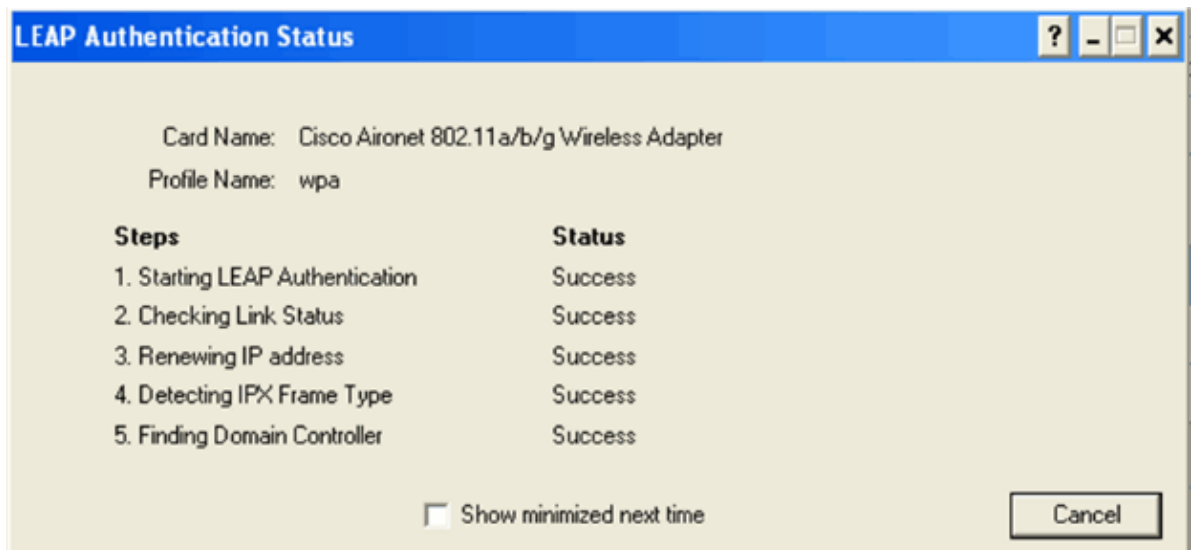 LEAP Authentication Status
Card Name: Cisco Aironet 802.11a/b/g Wireless Adapter
Profile Name: wpa
Steps Status
1. Starting LEAP Authentication Success
2. Checking Link Status Success
3. Renewing IP address Success
4. Detecting IPX Frame Type Success
5. Finding Domain Controller Success
Show minimized next time
Cancel